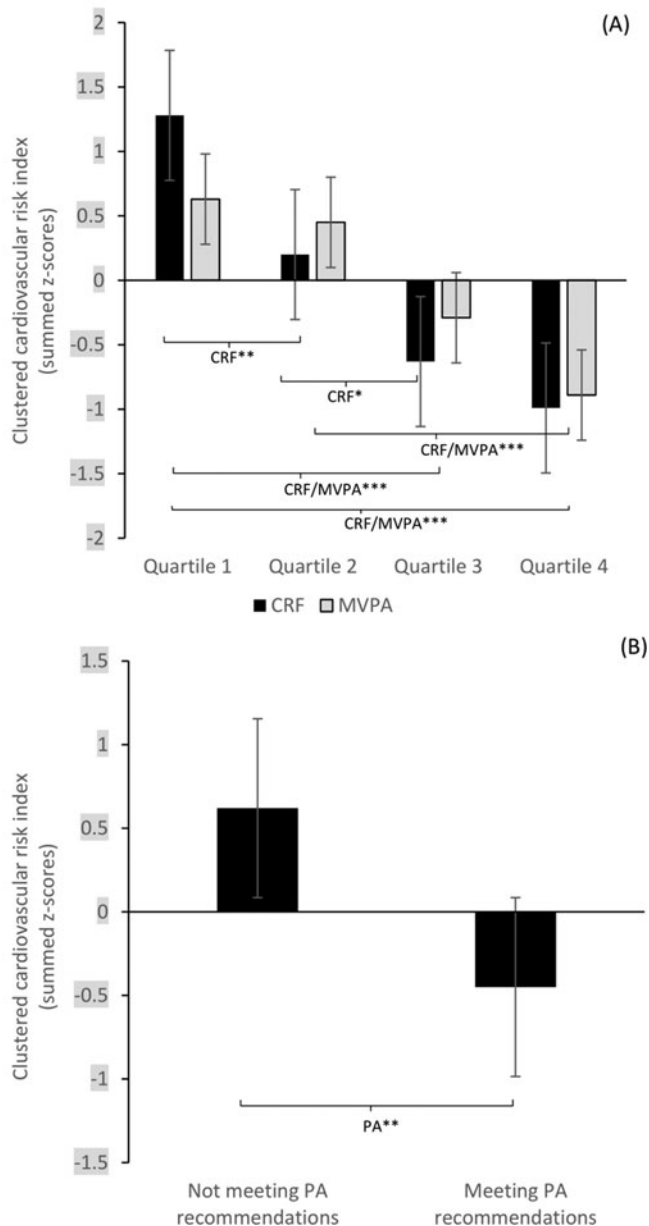 (A)
Clustered cardiovascular risk index
(summed z-scores)
2
1.5
1
0.5
0
-0.5
-1
-1.5
-2
CRF**
CRF*
CRF/MVPA***
CRF/MVPA***
CRF/MVPA***
Quartile 1 Quartile 2 Quartile 3 Quartile 4
CRF MVPA
(B)
Clustered cardiovascular risk index
(summed z-scores)
1.5
1
0.5
0
-0.5
-1
-1.5
PA**
Not meeting PA
recommendations
Meeting PA
recommendations